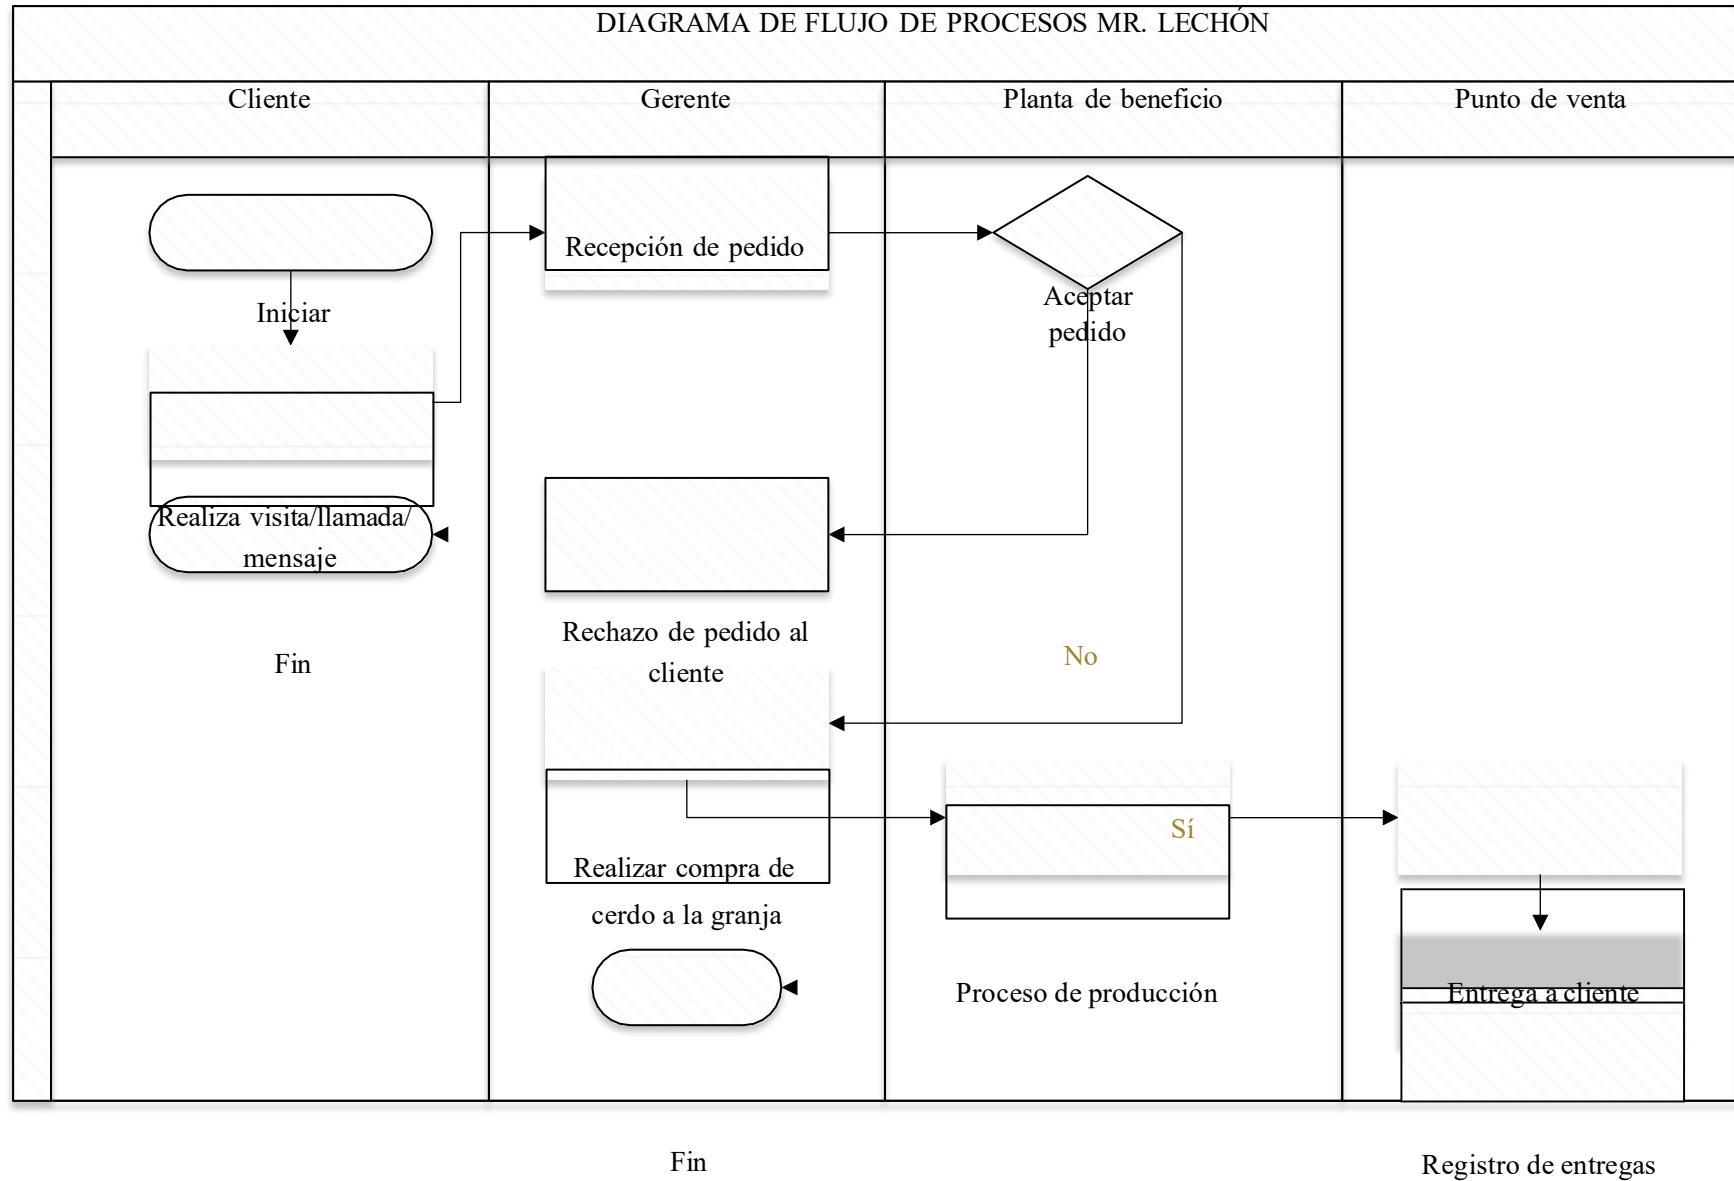 DIAGRAMA DE FLUJO DE PROCESOS MR. LECHÓN
Cliente
Gerente
Planta de beneficio
Punto de venta
Recepción de pedido
Iniciar
Aceptar
pedido
Realiza visita/llamada/
mensaje
Rechazo de pedido al
cliente
Fin
No
Sí
Realizar compra de
cerdo a la granja
Proceso de producción
Entrega a cliente
Fin
Registro de entregas